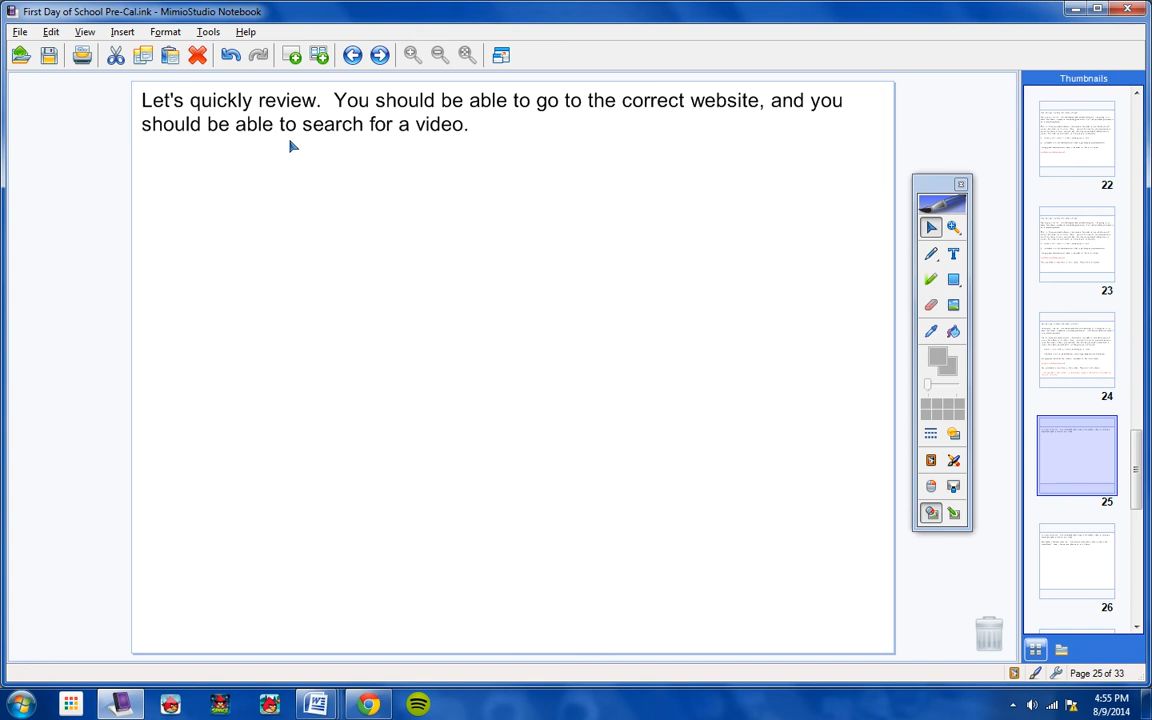 First Day of School Pre-Cal.ink - MimioStudio Notebook
File Edit View Insert Format Tools Help
Thumbnails
Let's quickly review. You should be able to go to the correct website, and you
should be able to search for a video.
22
23
24
25
26
T
Page 25 of 33
W
4:55 PM
8/9/2014